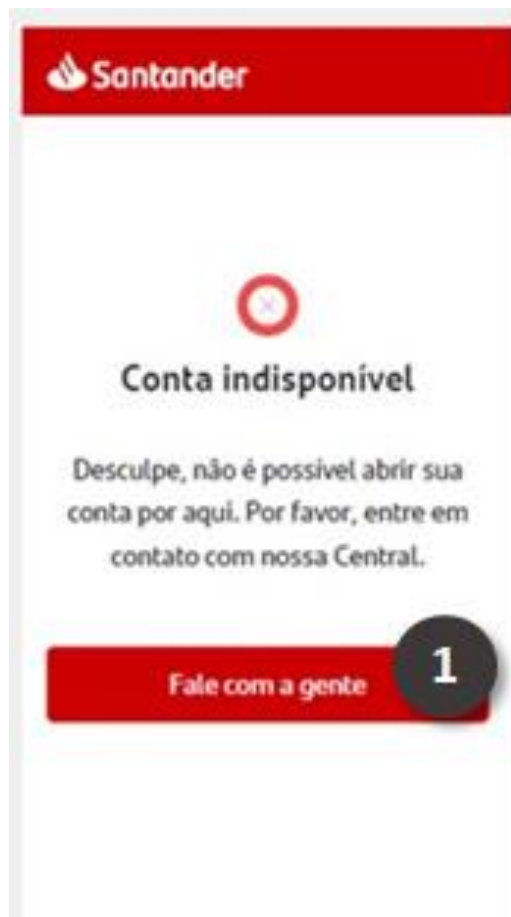 Santander
Conta indisponível
Desculpe, não é possível abrir sua
conta por aqui. Por favor, entre em
contato com nossa Central.
Fale com a gente
1